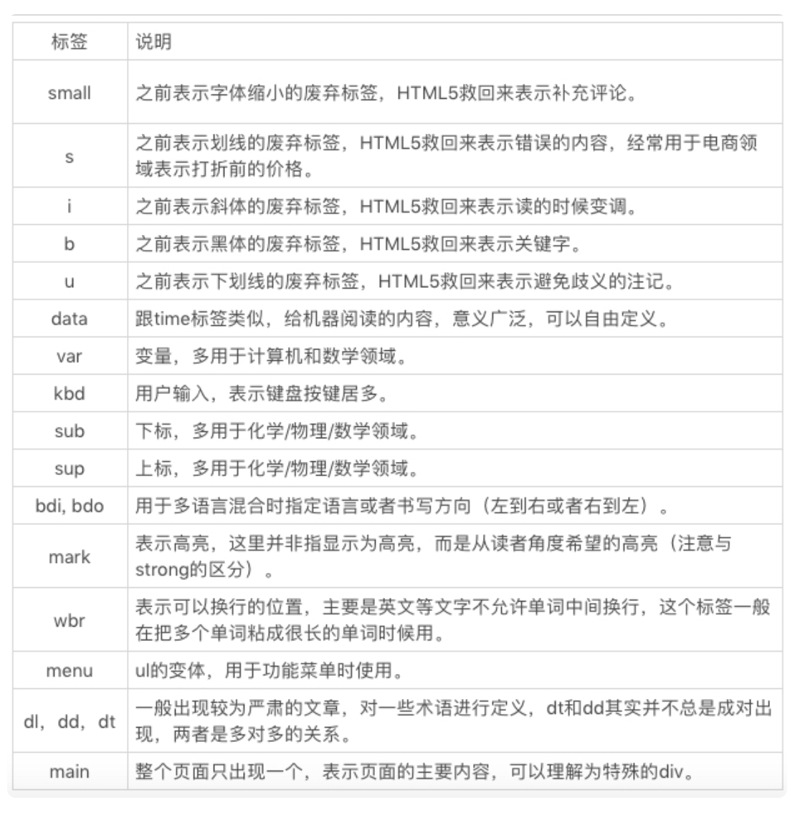 标签 说明
small 之前表示字体缩小的废弃标签，HTML5救回来表示补充评论。
s 之前表示划线的废弃标签，HTML5救回来表示错误的内容，经常用于电商领
域表示打折前的价格。
i 之前表示斜体的废弃标签，HTML5救回来表示读的时候变调。
b 之前表示黑体的废弃标签，HTML5救回来表示关键字。
u 之前表示下划线的废弃标签，HTML5救回来表示避免歧义的注记。
data 跟time标签类似，给机器阅读的内容，意义广泛，可以自由定义。
var 变量，多用于计算机和数学领域。
kbd 用户输入，表示键盘按键居多。
sub 下标，多用于化学/物理/数学领域。
sup 上标，多用于化学/物理/数学领域。
bdi, bdo 用于多语言混合时指定语言或者书写方向（左到右或者右到左）。
mark 表示高亮，这里并非指显示为高亮，而是从读者角度希望的高亮（注意与
strong的区分）。
wbr 表示可以换行的位置，主要是英文等文字不允许单词中间换行，这个标签一般
在把多个单词粘成很长的单词时候用。
menu ul的变体，用于功能菜单时使用。
dl，dd，dt 一般出现较为严肃的文章，对一些术语进行定义，dt和dd其实并不总是成对出
现，两者是多对多的关系。
main 整个页面只出现一个，表示页面的主要内容，可以理解为特殊的div。